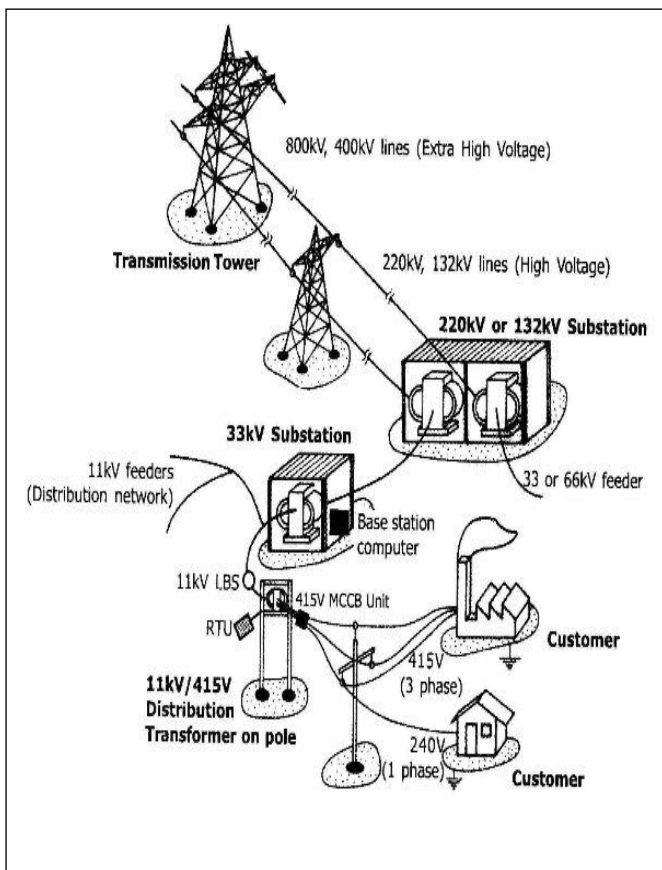 800kV, 400kV lines (Extra High Voltage)
Transmission Tower
220kV, 132kV lines (High Voltage)
220kV or 132kV Substation
33kV Substation
11kV feeders
(Distribution network)
33 or 66kV feeder
Base station
computer
11kV LBS
415V MCCB Unit
RTU
Customer
415V
(3 phase)
11kV/415V
Distribution
Transformer on pole
240V
(1 phase)
Customer